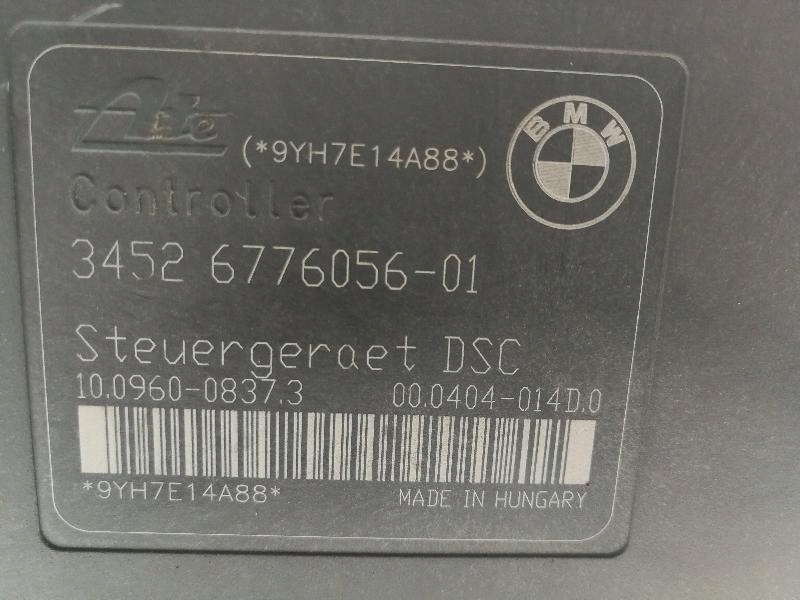 Ate
(*9YH7E14A88*)
BMW
Controller
3452 6776056-01
Steuergeraet DSC
10.0960-0837.3 00.0404-014D.0
*9YH7E14A88* MADE IN HUNGARY